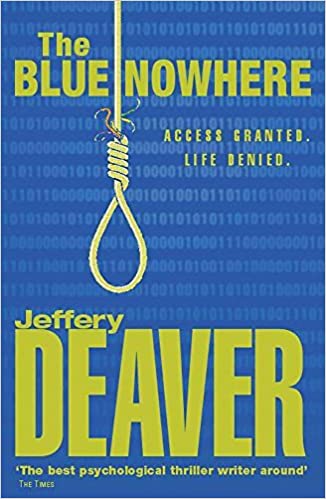 The
BLUE NOWHERE
ACCESS GRANTED.
LIFE DENIED.
Jeffery
DEAVER
‘The best psychological thriller writer around’
THE TIMES